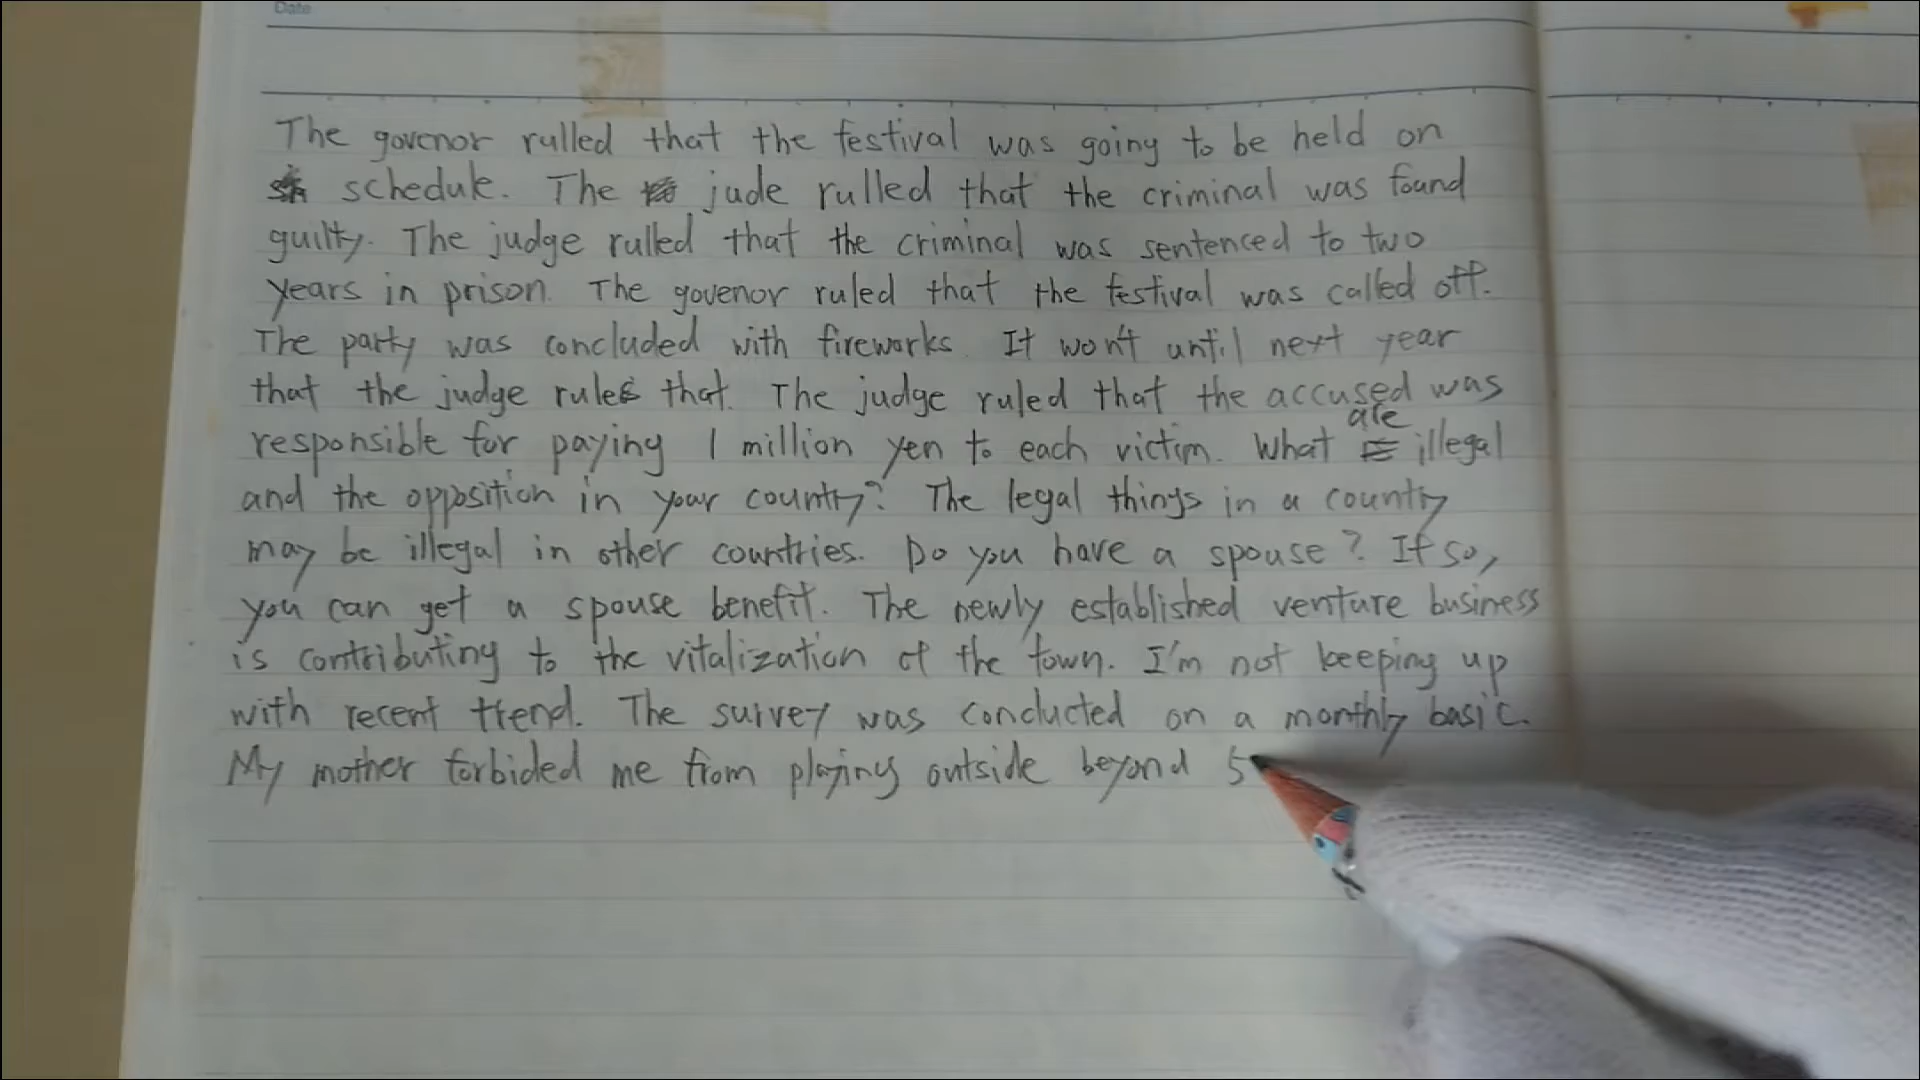 Date
The govenor rulled that the festival was going to be held on
schedule. The jude rulled that the criminal was found
guilty. The judge rulled that the criminal was sentenced to two
years in prison. The govenor ruled that the festival was called off.
The party was concluded with fireworks. It won't until next year
that the judge rules that. The judge ruled that the accused was
responsible for paying 1 million yen to each victim. What are illegal
and the opposition in your country? The legal things in a country
may be illegal in other countries. Do you have a spouse? If so,
you can get a spouse benefit. The newly established venture business
is contributing to the vitalization of the town. I'm not keeping up
with recent trend. The survey was conducted on a monthly basic.
My mother forbided me from playing outside beyond 5